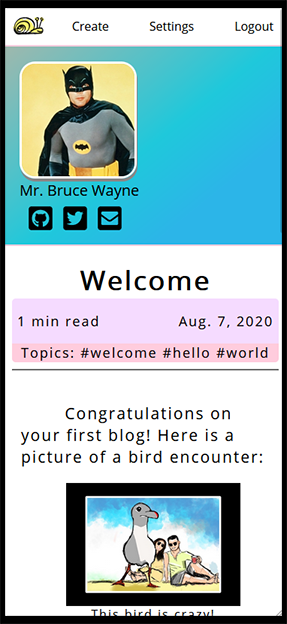 Create Settings Logout
Mr. Bruce Wayne
Welcome
1 min read Aug. 7, 2020
Topics: #welcome #hello #world
Congratulations on
your first blog! Here is a
picture of a bird encounter:
This bird is crazy!